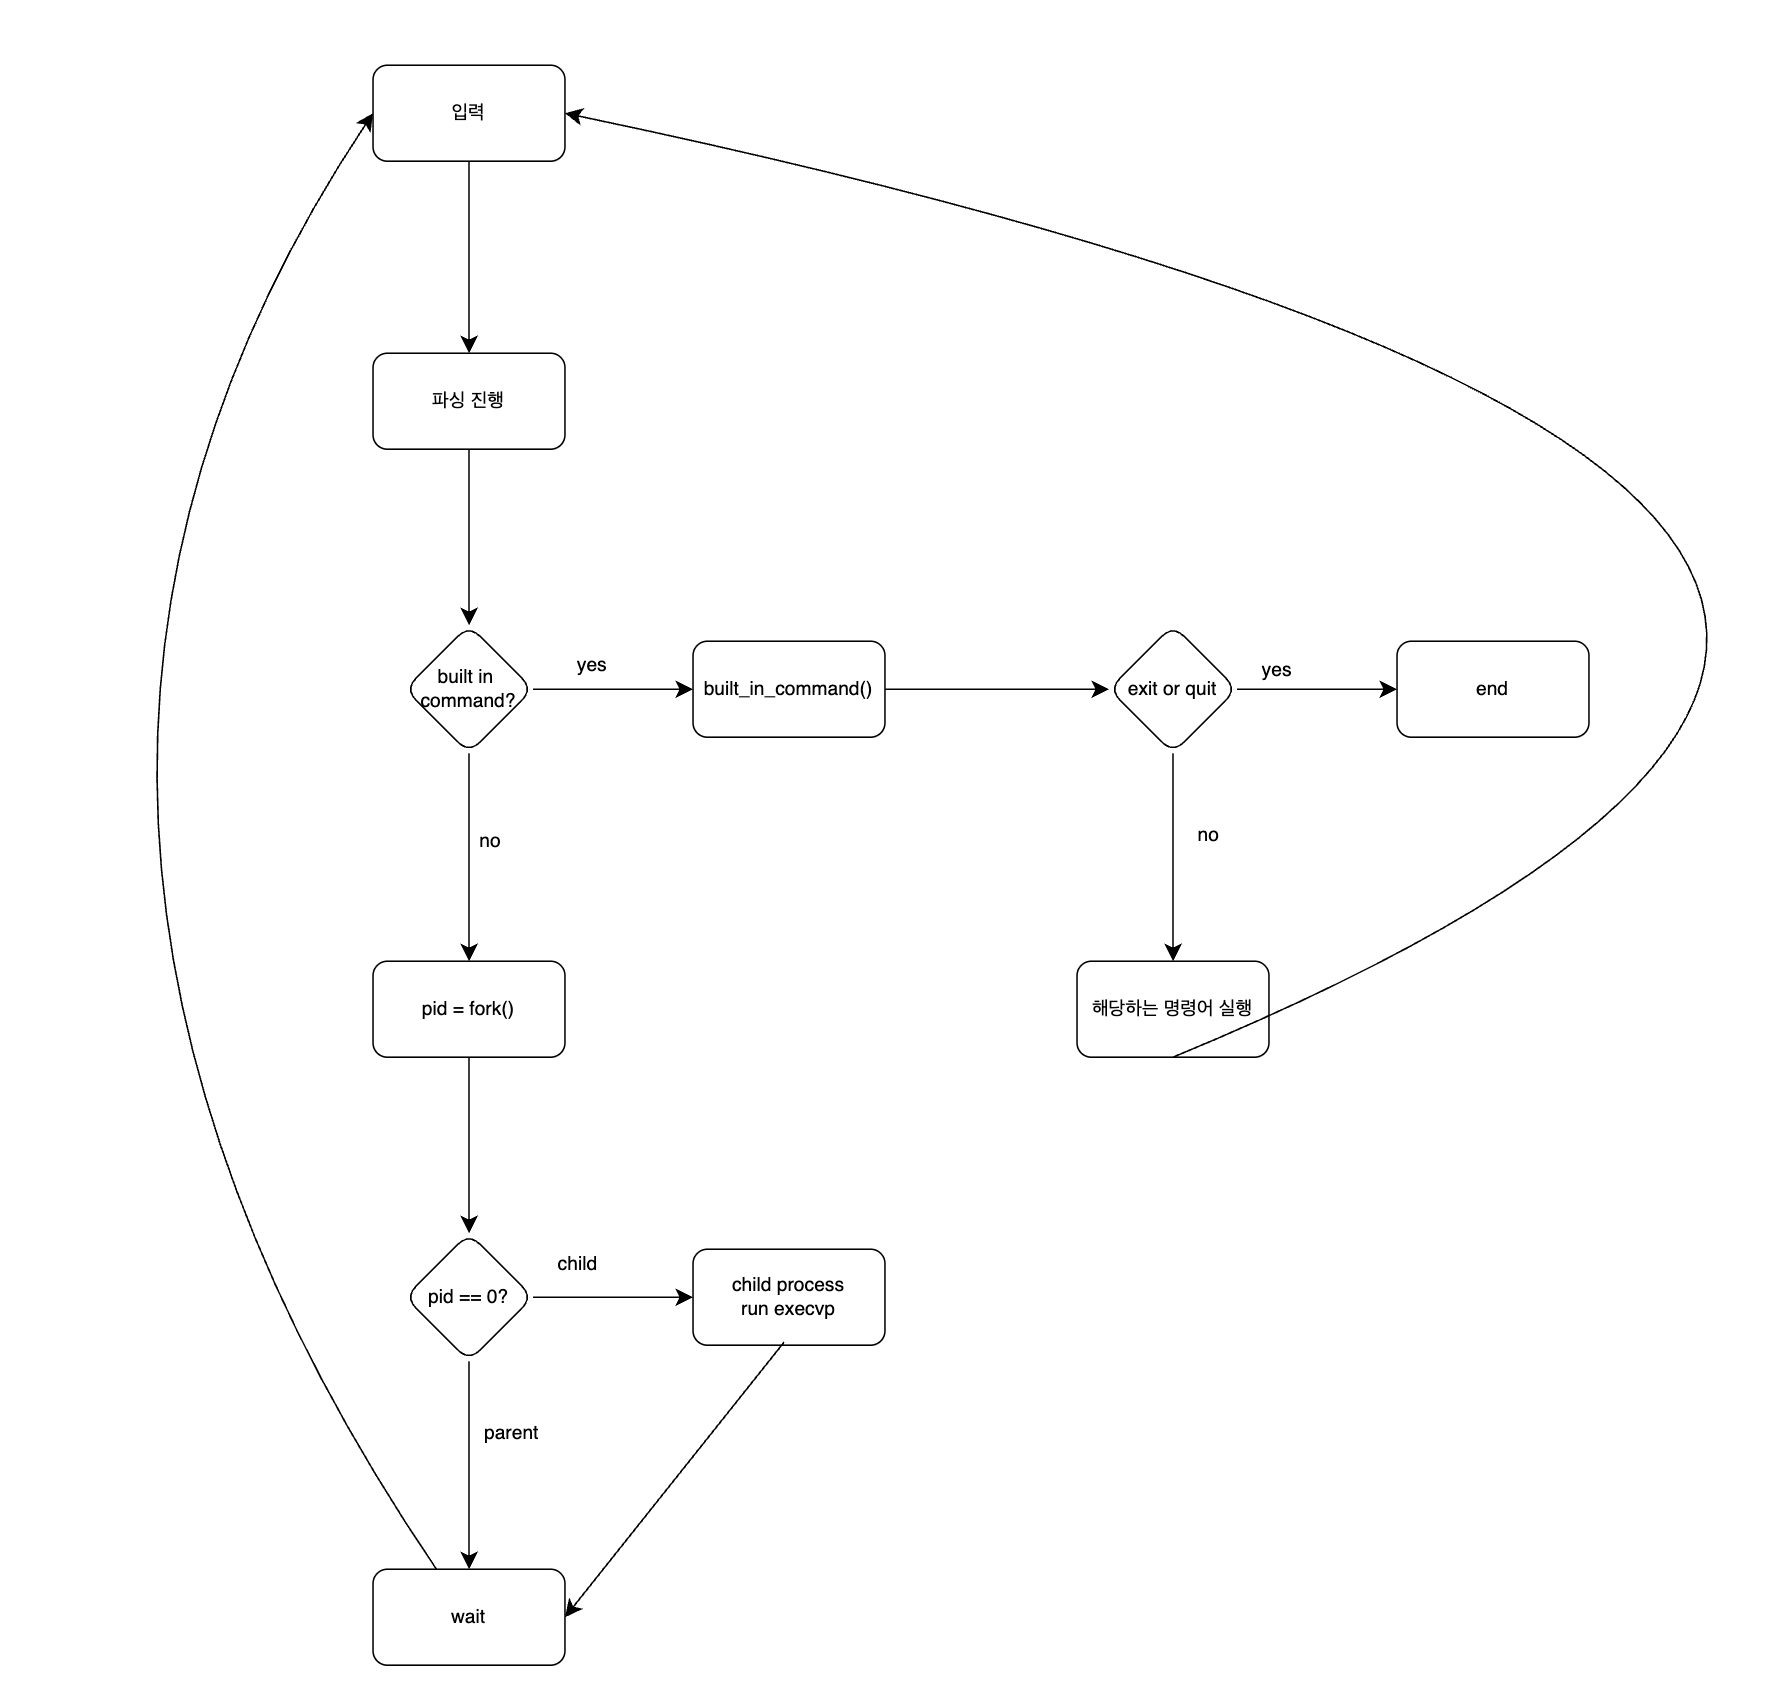 입력
파싱 진행
built in
command?
yes
built_in_command()
exit or quit
yes
end
no
no
pid = fork()
해당하는 명령어 실행
pid == 0?
child
child process
run execvp
parent
wait